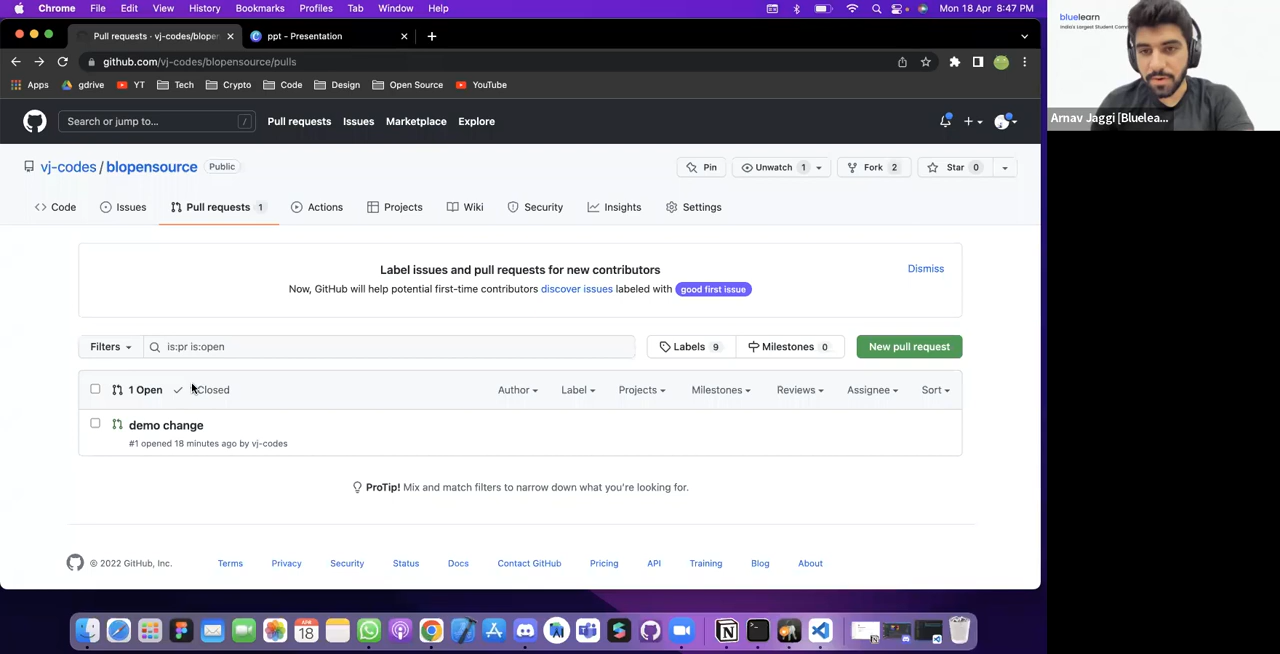 Chrome File Edit View History Bookmarks Profiles Tab Window Help Mon 18 Apr 8:47 PM
Pull requests · vj-codes/blopen
ppt - Presentation
github.com/vj-codes/blopensource/pulls
Apps gdrive YT Tech Crypto Code Design Open Source YouTube
Search or jump to... / Pull requests Issues Marketplace Explore
vj-codes / blopensource Public Pin Unwatch 1 Fork 2 Star 0
Code Issues Pull requests 1 Actions Projects Wiki Security Insights Settings
Label issues and pull requests for new contributors
Dismiss
Now, GitHub will help potential first-time contributors discover issues labeled with good first issue
Filters is:pr is:open Labels 9 Milestones 0 New pull request
1 Open Closed Author Label Projects Milestones Reviews Assignee Sort
demo change
#1 opened 18 minutes ago by vj-codes
ProTip! Mix and match filters to narrow down what you're looking for.
© 2022 GitHub, Inc. Terms Privacy Security Status Docs Contact GitHub Pricing API Training Blog About
APR
18
bluelearn
India's Largest Student Comm
Arnav Jaggi [Bluelea...